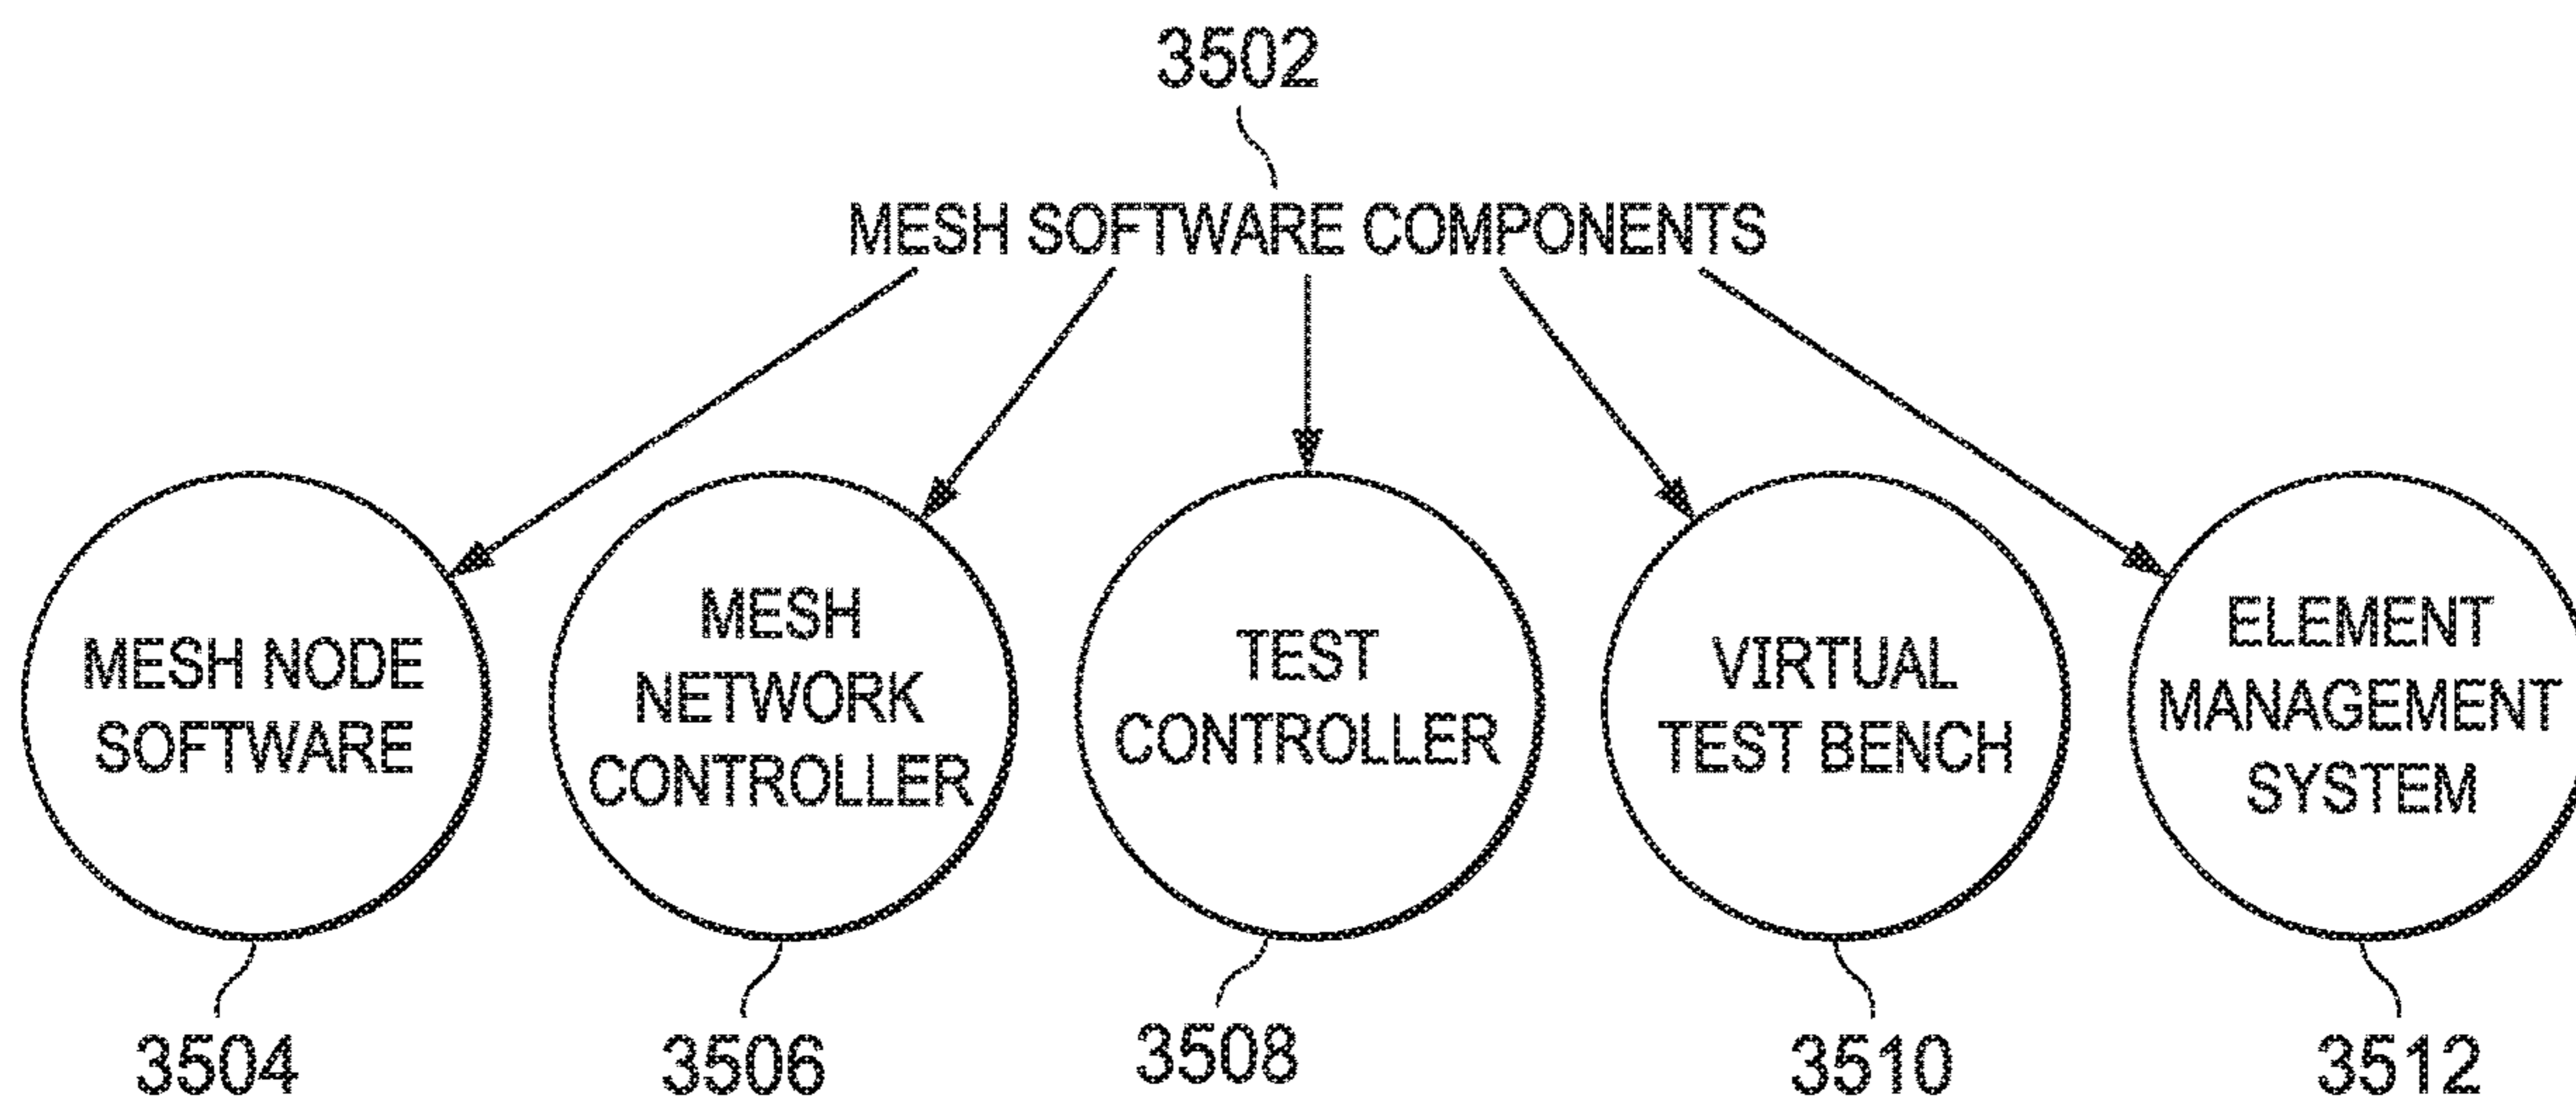 3502
MESH SOFTWARE COMPONENTS
MESH NODE
SOFTWARE
MESH
NETWORK
CONTROLLER
TEST
CONTROLLER
VIRTUAL
TEST BENCH
ELEMENT
MANAGEMENT
SYSTEM
3504
3506
3508
3510
3512